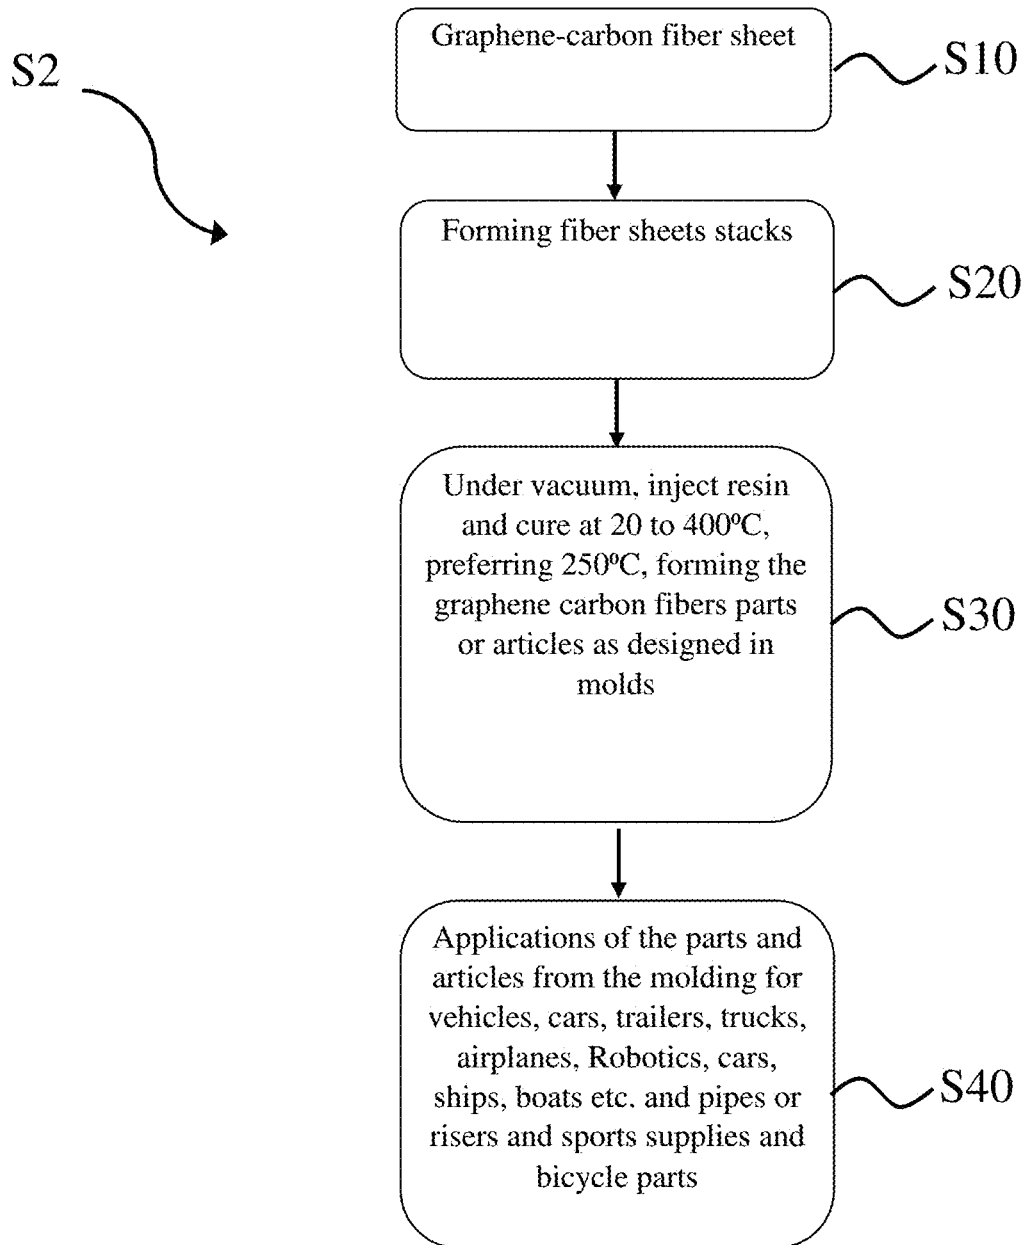 S2
Graphene-carbon fiber sheet
S10
Forming fiber sheets stacks
S20
Under vacuum, inject resin
and cure at 20 to 400⁰C,
preferring 250⁰C, forming the
graphene carbon fibers parts
or articles as designed in
molds
S30
Applications of the parts and
articles from the molding for
vehicles, cars, trailers, trucks,
airplanes, Robotics, cars,
ships, boats etc. and pipes or
risers and sports supplies and
bicycle parts
S40